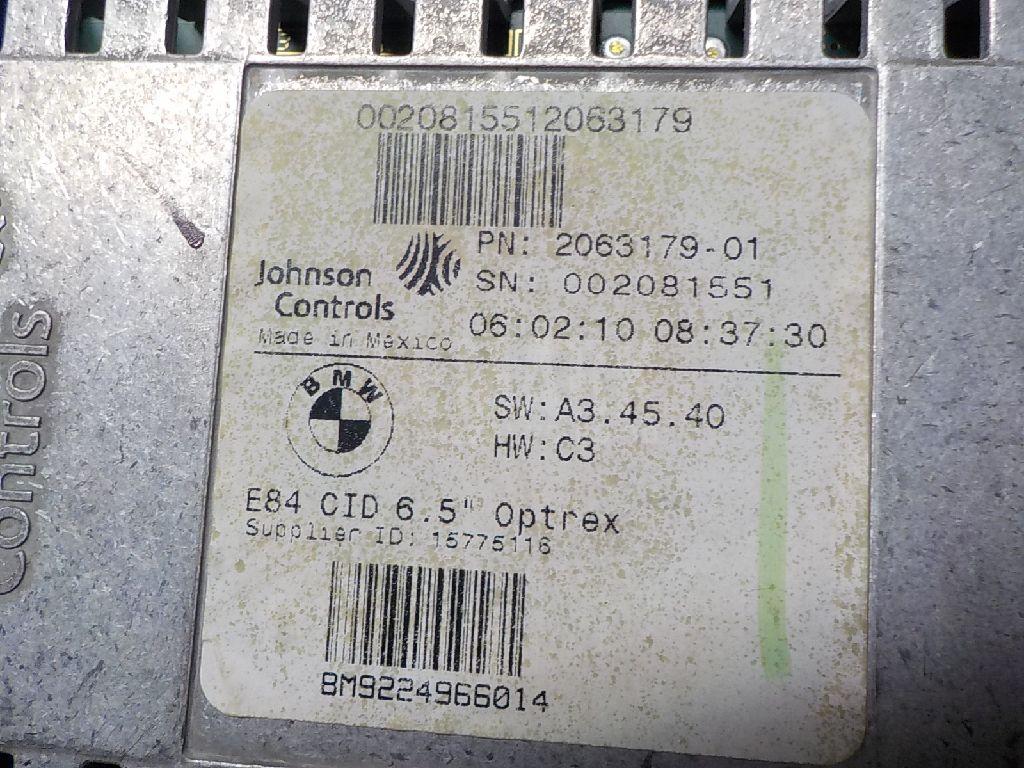 0020815512063179
PN: 2063179-01
SN: 002081551
Johnson
Controls
Made in Mexico
06:02:10 08:37:30
BMW
SW: A3.45.40
HW: C3
E84 CID 6.5" Optrex
Supplier ID: 15775116
BM9224966014
Controls